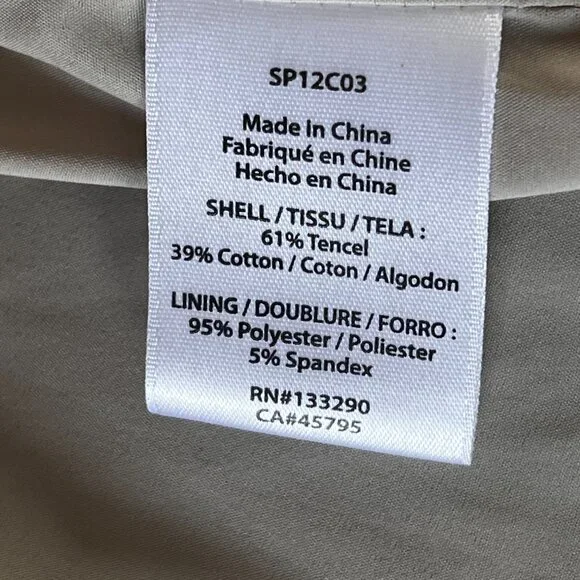 SP12C03
Made in China
Fabriqué en Chine
Hecho en China
SHELL / TISSU / TELA :
61% Tencel
39% Cotton / Coton / Algodon
LINING / DOUBLURE / FORRO :
95% Polyester / Poliester
5% Spandex
RN#133290
CA#45795